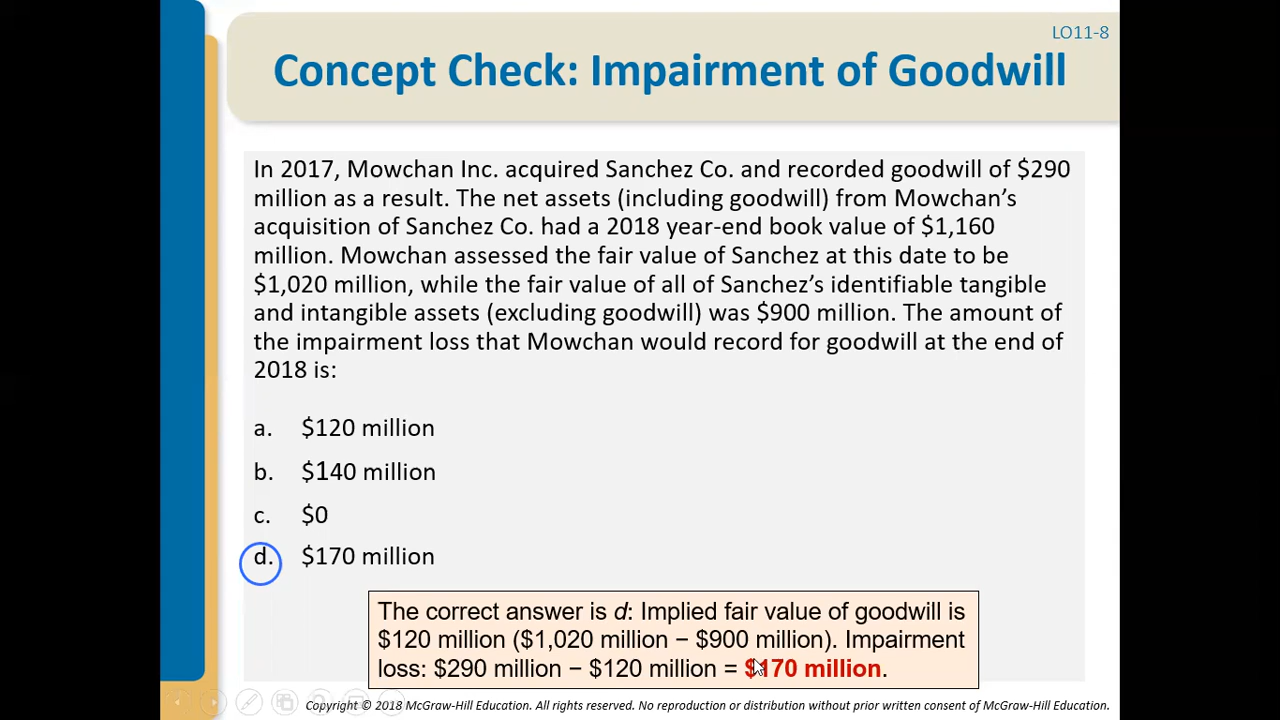 LO11-8
Concept Check: Impairment of Goodwill
In 2017, Mowchan Inc. acquired Sanchez Co. and recorded goodwill of $290
million as a result. The net assets (including goodwill) from Mowchan’s
acquisition of Sanchez Co. had a 2018 year-end book value of $1,160
million. Mowchan assessed the fair value of Sanchez at this date to be
$1,020 million, while the fair value of all of Sanchez’s identifiable tangible
and intangible assets (excluding goodwill) was $900 million. The amount of
the impairment loss that Mowchan would record for goodwill at the end of
2018 is:
a. $120 million
b. $140 million
c. $0
d. $170 million
The correct answer is d: Implied fair value of goodwill is
$120 million ($1,020 million − $900 million). Impairment
loss: $290 million − $120 million = $170 million.
Copyright © 2018 McGraw-Hill Education. All rights reserved. No reproduction or distribution without prior written consent of McGraw-Hill Education.